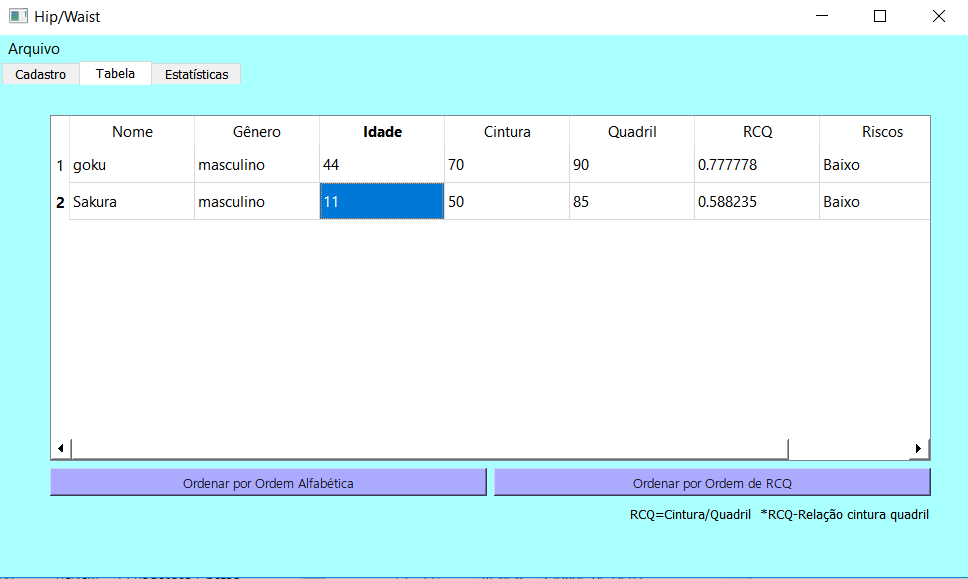 Hip/Waist
Arquivo
Cadastro Tabela Estatísticas
Nome Gênero Idade Cintura Quadril RCQ Riscos
1 goku masculino 44 70 90 0.777778 Baixo
2 Sakura masculino 11 50 85 0.588235 Baixo
Ordenar por Ordem Alfabética Ordenar por Ordem de RCQ
RCQ=Cintura/Quadril *RCQ-Relação cintura quadril